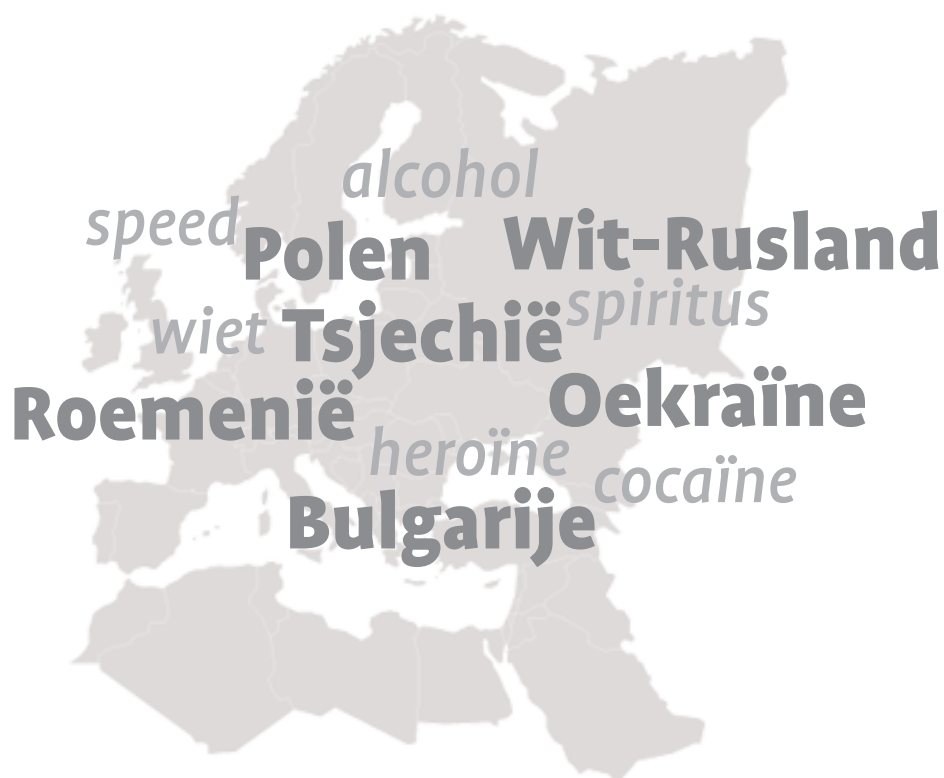 alcohol
speed
Polen
Wit-Rusland
spiritus
wiet
Tsjechië
Oekraïne
Roemenië
heroïne
cocaïne
Bulgarije